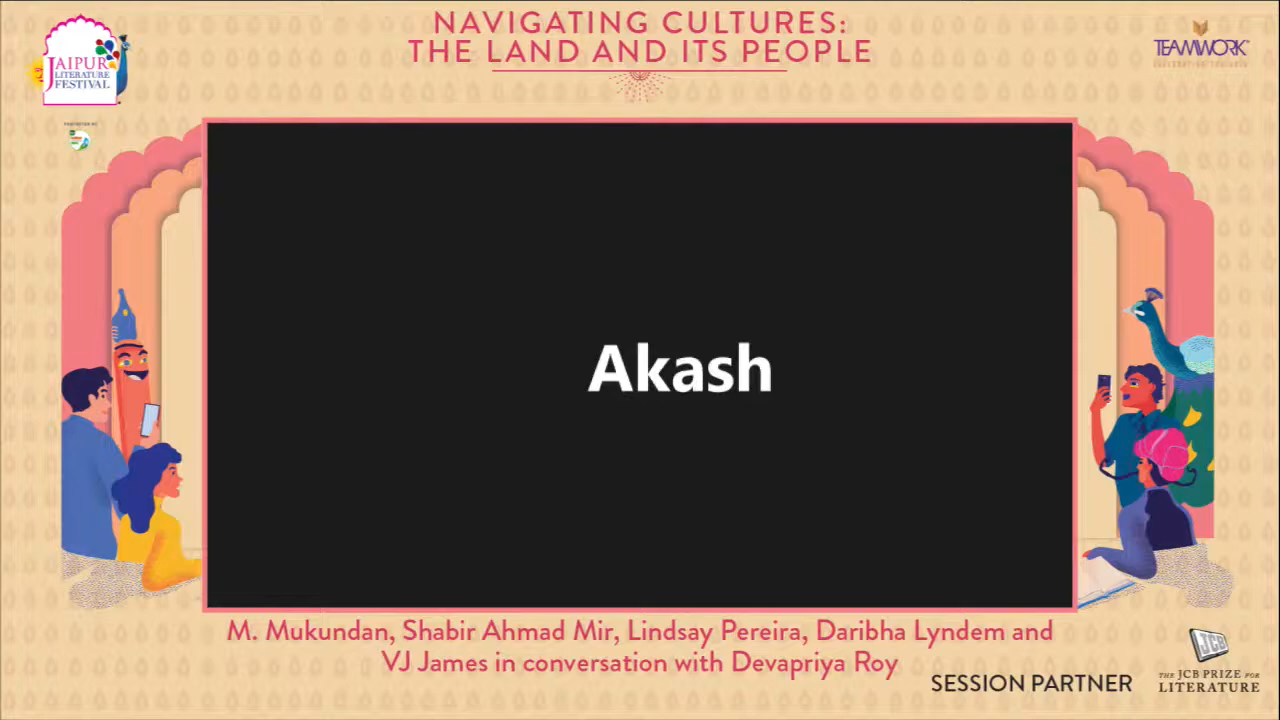 NAVIGATING CULTURES:
THE LAND AND ITS PEOPLE
JAIPUR
LITERATURE
FESTIVAL
TEAMWORK
Akash
M. Mukundan, Shabir Ahmad Mir, Lindsay Pereira, Daribha Lyndem and
VJ James in conversation with Devapriya Roy
SESSION PARTNER
JCB
THE JCB PRIZE FOR
LITERATURE